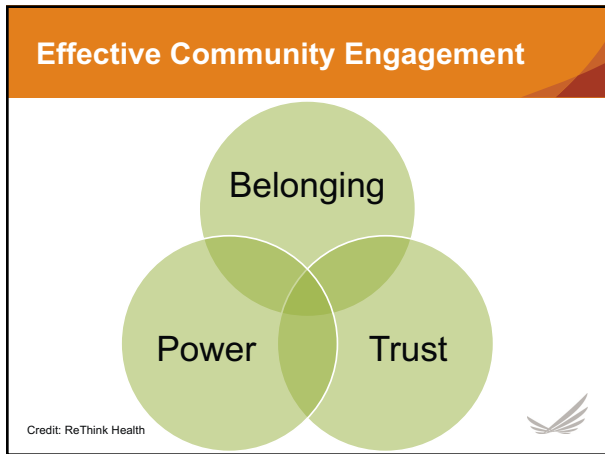 Effective Community Engagement
Belonging
Power
Trust
Credit: ReThink Health